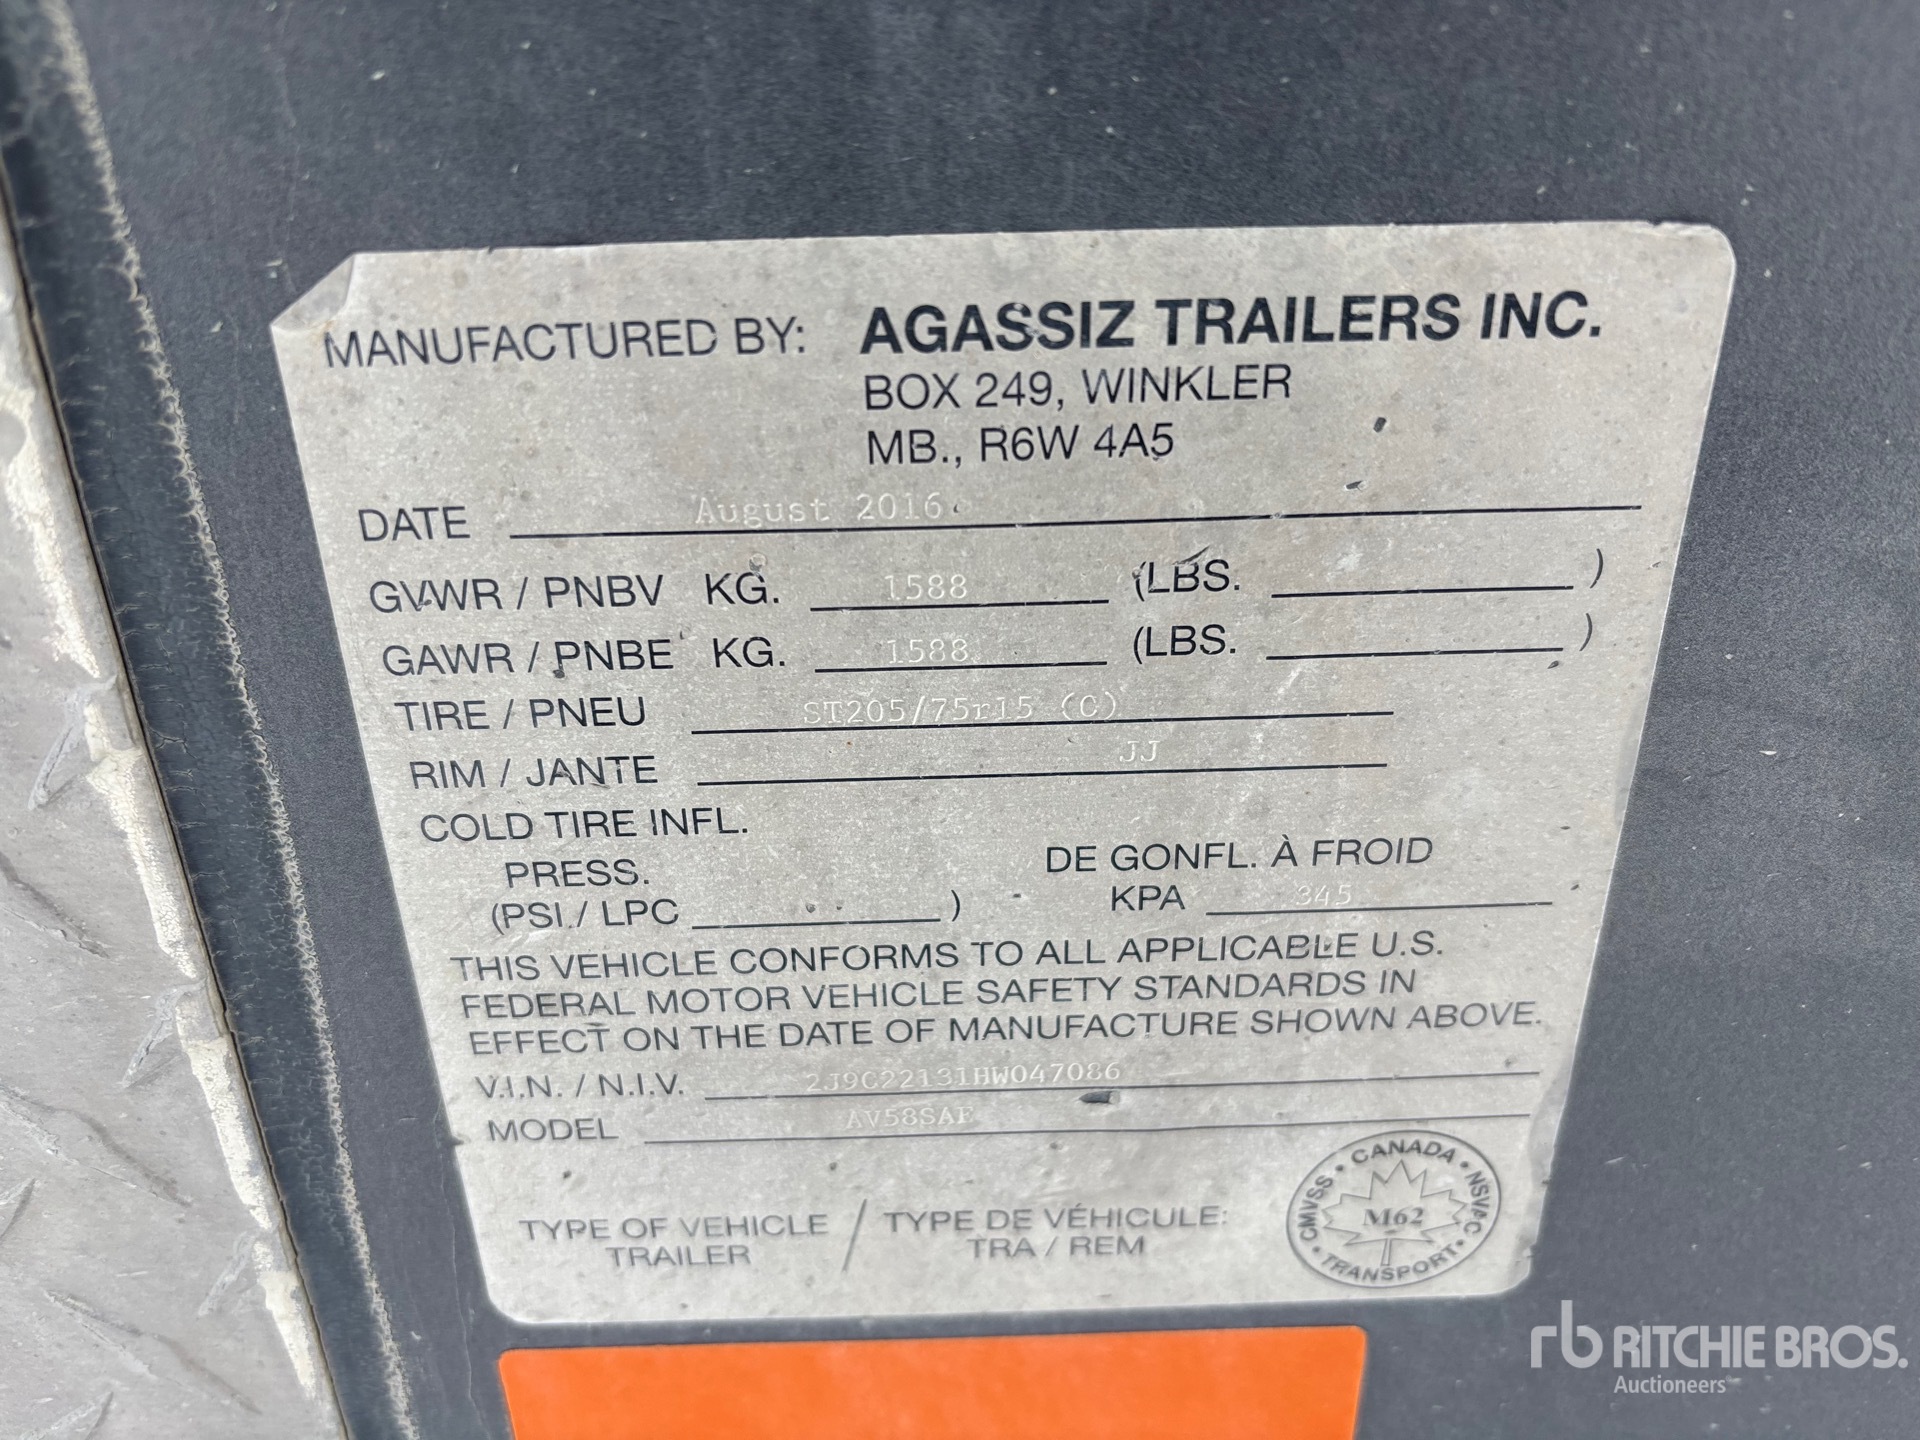 MANUFACTURED BY: AGASSIZ TRAILERS INC.
BOX 249, WINKLER
MB., R6W 4A5
DATE August 2016
GVWR / PNBV KG. 1588 (LBS. )
GAWR / PNBE KG. 1588 (LBS. )
TIRE / PNEU ST205/75r15 (C)
RIM / JANTE JJ
COLD TIRE INFL.
PRESS. DE GONFL. À FROID
(PSI / LPC ) KPA 345
THIS VEHICLE CONFORMS TO ALL APPLICABLE U.S.
FEDERAL MOTOR VEHICLE SAFETY STANDARDS IN
EFFECT ON THE DATE OF MANUFACTURE SHOWN ABOVE.
V.I.N. / N.I.V. 2J9C22131HW047086
MODEL AV58SAF
TYPE OF VEHICLE / TYPE DE VÉHICULE:
TRAILER TRA / REM
CMVSS • CANADA • NSVAC • TRANSPORT •
M62
rb RITCHIE BROS.
Auctioneers